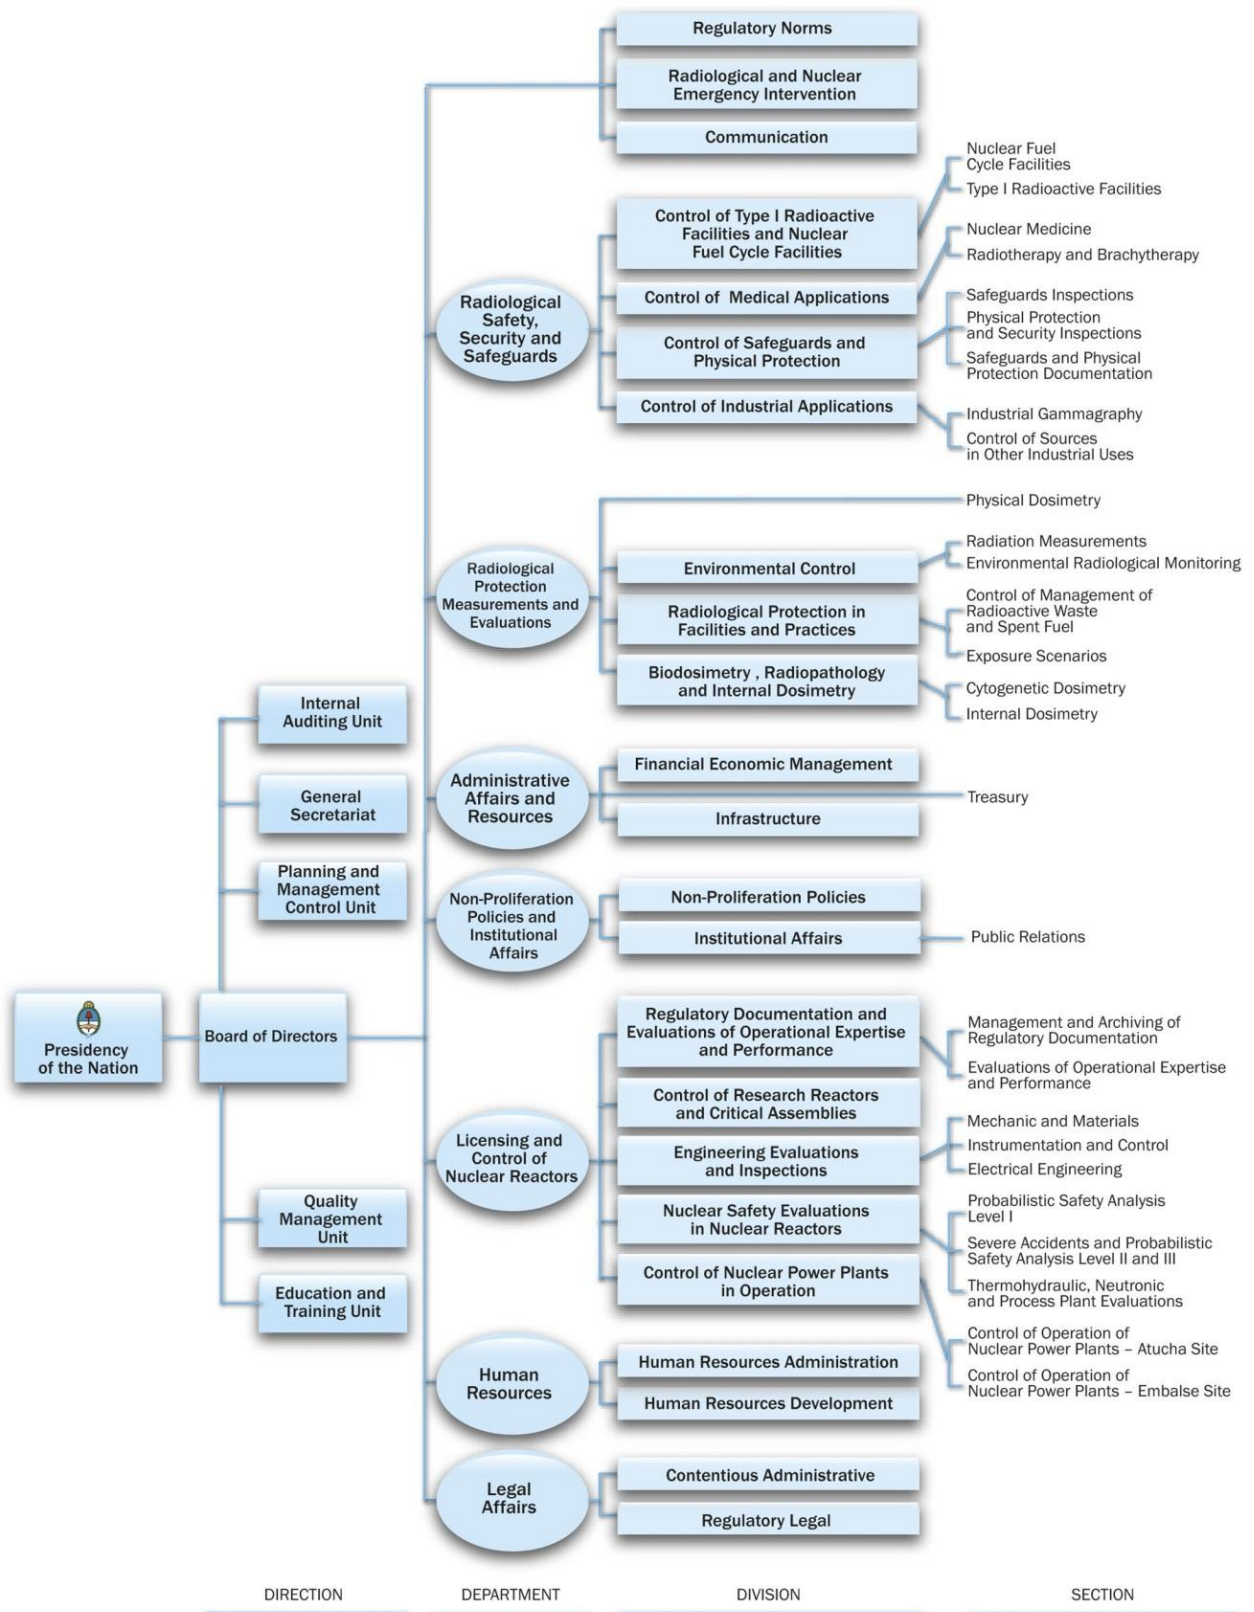 Regulatory Norms
Radiological and Nuclear
Emergency Intervention
Communication
Nuclear Fuel
Cycle Facilities
Type I Radioactive Facilities
Control of Type I Radioactive
Facilities and Nuclear
Fuel Cycle Facilities
Nuclear Medicine
Radiotherapy and Brachytherapy
Radiological
Safety,
Security and
Safeguards
Control of Medical Applications
Safeguards Inspections
Physical Protection
and Security Inspections
Safeguards and Physical
Protection Documentation
Control of Safeguards and
Physical Protection
Control of Industrial Applications
Industrial Gammagraphy
Control of Sources
in Other Industrial Uses
Physical Dosimetry
Radiological
Protection
Measurements and
Evaluations
Environmental Control
Radiation Measurements
Environmental Radiological Monitoring
Radiological Protection in
Facilities and Practices
Control of Management of
Radioactive Waste
and Spent Fuel
Exposure Scenarios
Biodosimetry , Radiopathology
and Internal Dosimetry
Cytogenetic Dosimetry
Internal Dosimetry
Internal
Auditing Unit
General
Secretariat
Planning and
Management
Control Unit
Administrative
Affairs and
Resources
Financial Economic Management
Treasury
Infrastructure
Non-Proliferation
Policies and
Institutional
Affairs
Non-Proliferation Policies
Institutional Affairs
Public Relations
Presidency
of the Nation
Board of Directors
Licensing and
Control of
Nuclear Reactors
Regulatory Documentation and
Evaluations of Operational Expertise
and Performance
Management and Archiving of
Regulatory Documentation
Evaluations of Operational Expertise
and Performance
Control of Research Reactors
and Critical Assemblies
Engineering Evaluations
and Inspections
Mechanic and Materials
Instrumentation and Control
Electrical Engineering
Nuclear Safety Evaluations
in Nuclear Reactors
Probabilistic Safety Analysis
Level I
Severe Accidents and Probabilistic
Safety Analysis Level II and III
Thermohydraulic, Neutronic
and Process Plant Evaluations
Control of Nuclear Power Plants
in Operation
Control of Operation of
Nuclear Power Plants – Atucha Site
Control of Operation of
Nuclear Power Plants – Embalse Site
Quality
Management
Unit
Education and
Training Unit
Human
Resources
Human Resources Administration
Human Resources Development
Legal
Affairs
Contentious Administrative
Regulatory Legal
DIRECTION
DEPARTMENT
DIVISION
SECTION